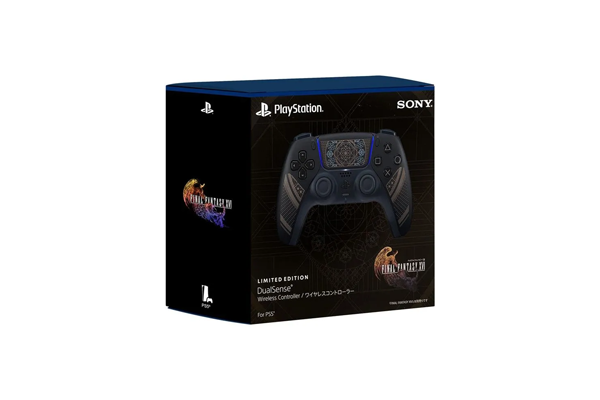 PlayStation.
SONY
FINAL FANTASY XVI
FINAL FANTASY XVI
LIMITED EDITION
DualSense®
Wireless Controller / ワイヤレスコントローラー
For PS5®
PS5®